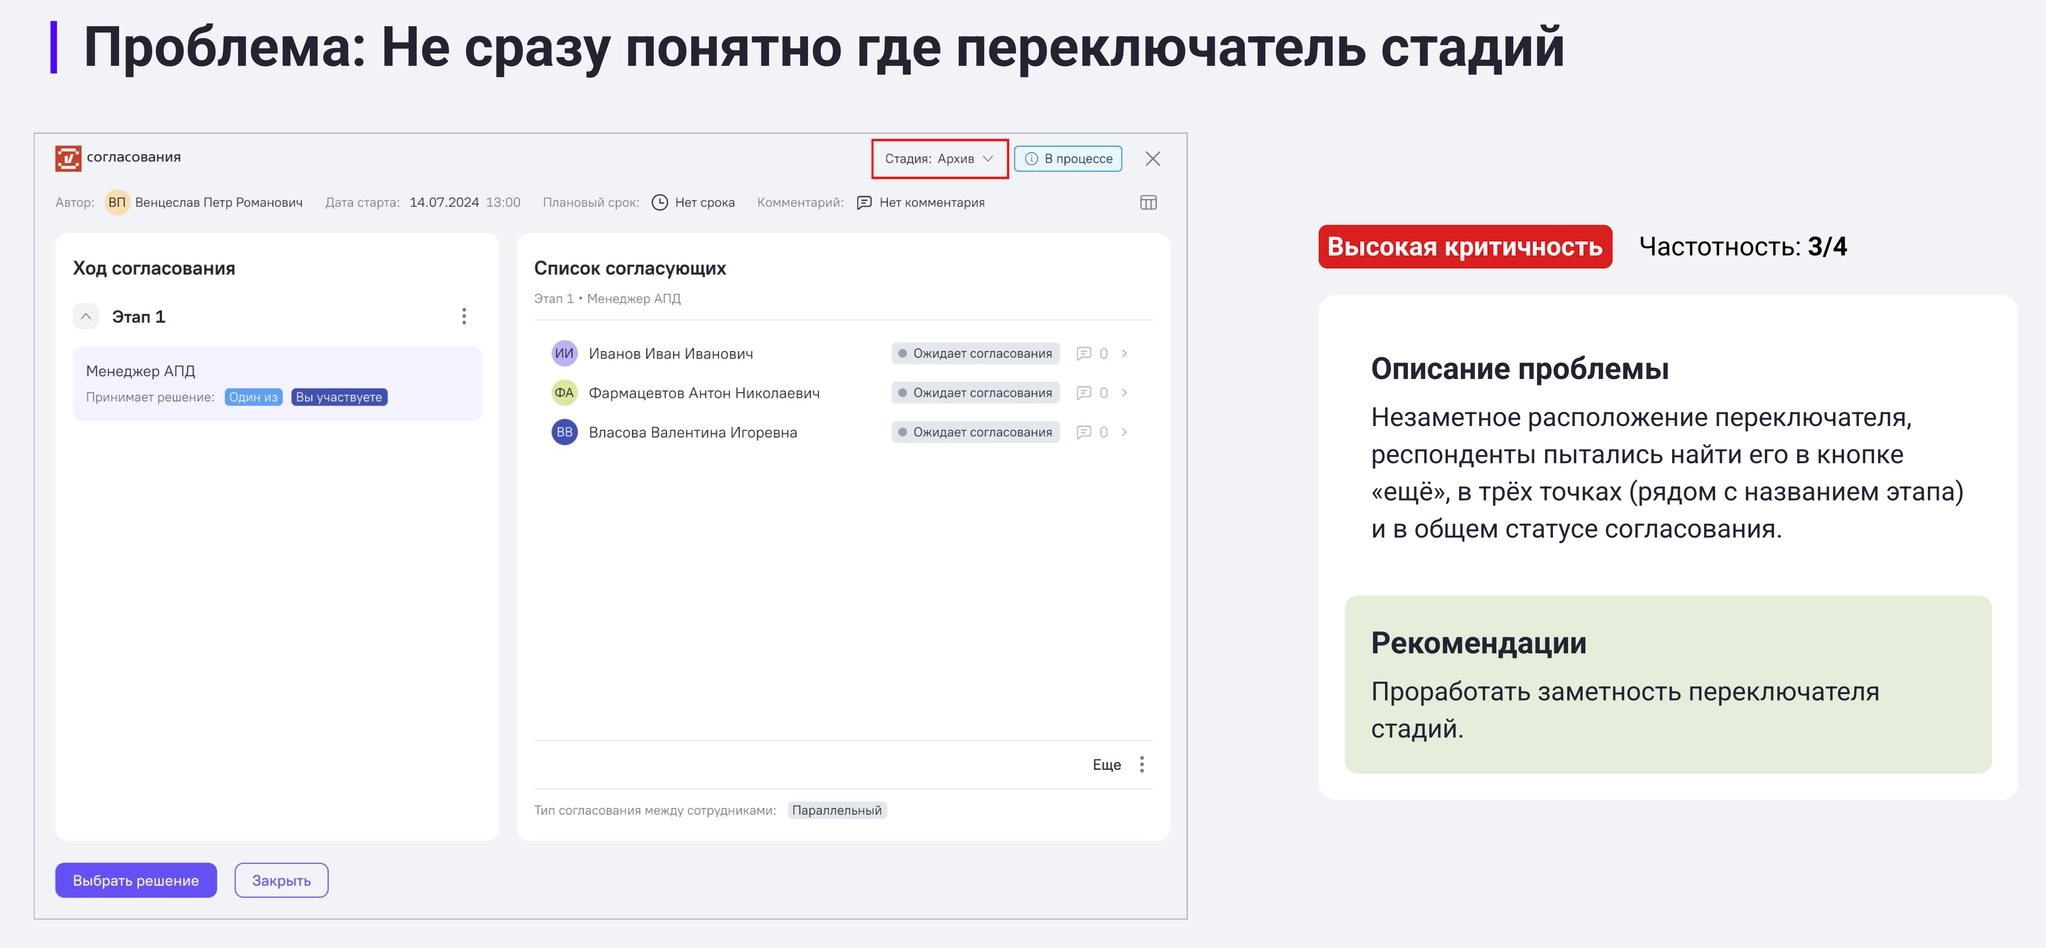 Проблема: Не сразу понятно где переключатель стадий
согласования
Стадия: Архив
В процессе
Автор: ВП Венцеслав Петр Романович Дата старта: 14.07.2024 13:00 Плановый срок: Нет срока Комментарий: Нет комментария
Ход согласования
Этап 1
Менеджер АПД
Принимает решение: Один из Вы участвуете
Список согласующих
Этап 1 • Менеджер АПД
ИИ Иванов Иван Иванович Ожидает согласования 0
ФА Фармацевтов Антон Николаевич Ожидает согласования 0
ВВ Власова Валентина Игоревна Ожидает согласования 0
Еще
Тип согласования между сотрудниками: Параллельный
Выбрать решение Закрыть
Высокая критичность Частотность: 3/4
Описание проблемы
Незаметное расположение переключателя,
респонденты пытались найти его в кнопке
«ещё», в трёх точках (рядом с названием этапа)
и в общем статусе согласования.
Рекомендации
Проработать заметность переключателя
стадий.